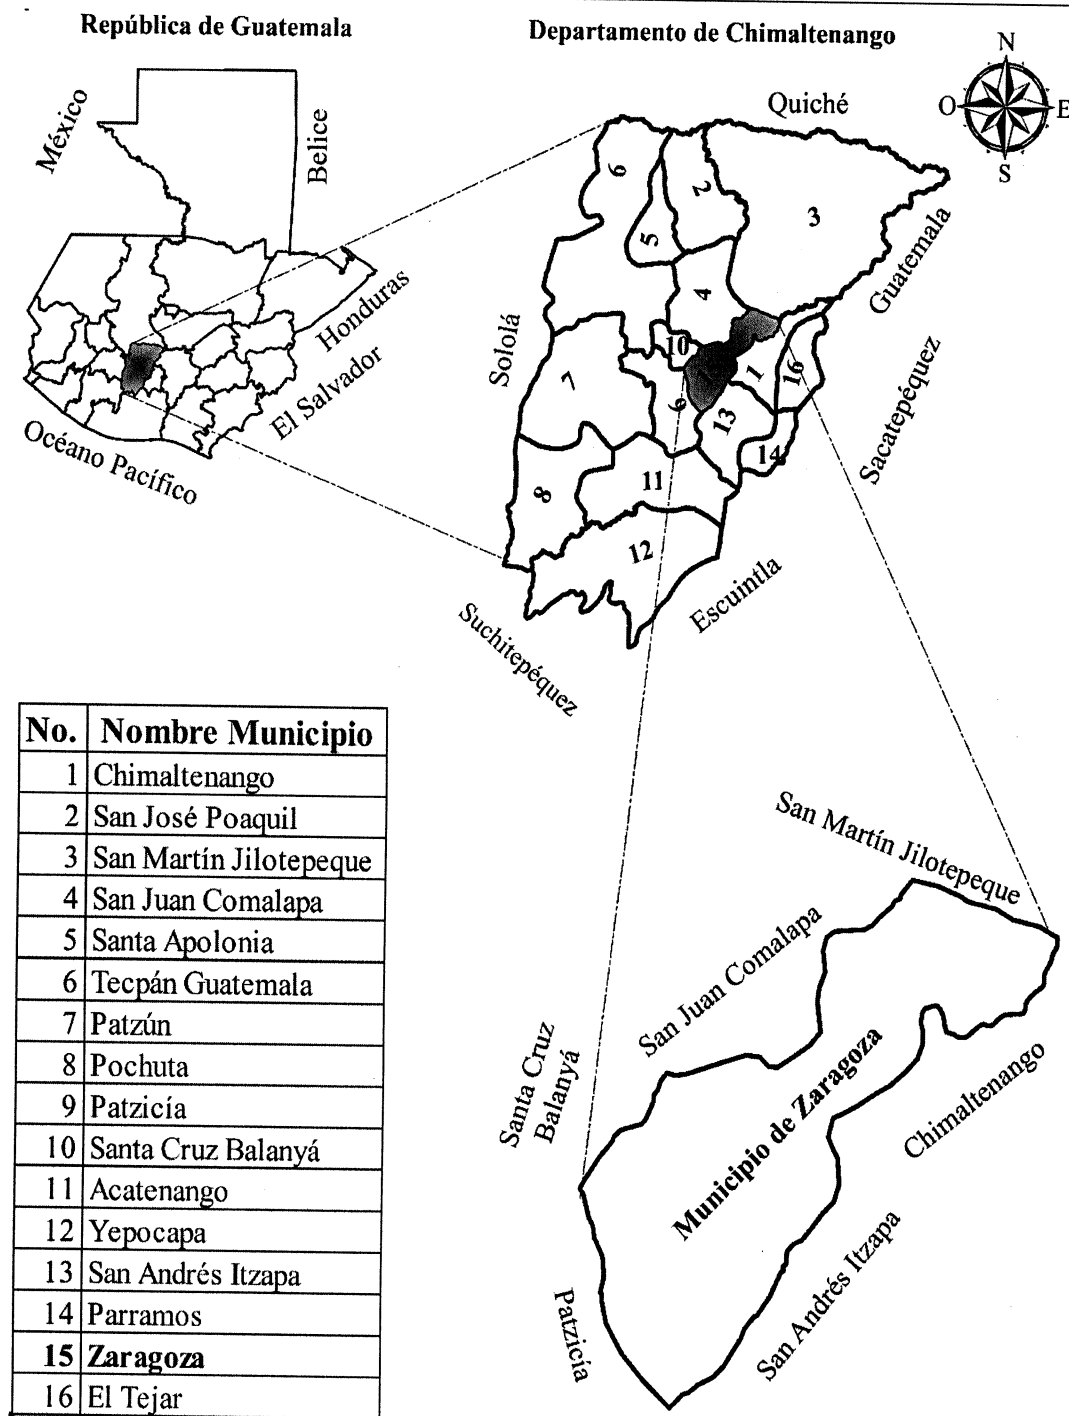 República de Guatemala
Departamento de Chimaltenango
N
O
E
S
México
Belice
Honduras
El Salvador
Océano Pacífico
Quiché
Guatemala
Sololá
Sacatepéquez
Escuintla
Suchitepéquez
6
2
3
5
4
10
7
1
16
9
13
14
11
8
12
No. Nombre Municipio
1 Chimaltenango
2 San José Poaquil
3 San Martín Jilotepeque
4 San Juan Comalapa
5 Santa Apolonia
6 Tecpán Guatemala
7 Patzún
8 Pochuta
9 Patzicía
10 Santa Cruz Balanyá
11 Acatenango
12 Yepocapa
13 San Andrés Itzapa
14 Parramos
15 Zaragoza
16 El Tejar
San Martín Jilotepeque
San Juan Comalapa
Santa Cruz
Balanyá
Municipio de Zaragoza
Chimaltenango
San Andrés Itzapa
Patzicía